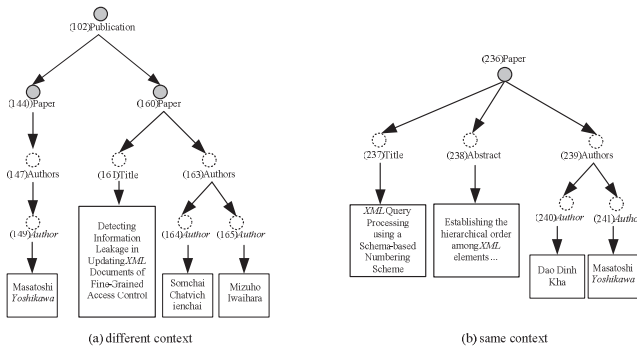 (102)Publication
(144)Paper
(160)Paper
(147)Authors
(161)Title
(163)Authors
(149)Author
(164)Author
(165)Author
Masatoshi
Yoshikawa
Detecting
Information
Leakage in
Updating XML
Documents of
Fine-Grained
Access Control
Somchai
Chatvich
ienchai
Mizuho
Iwaihara
(a) different context
(236)Paper
(237)Title
(238)Abstract
(239)Authors
(240)Author
(241)Author
XML Query
Processing
using a
Schema-based
Numbering
Scheme
Establishing the
hierarchical order
among XML
elements ...
Dao Dinh
Kha
Masatoshi
Yoshikawa
(b) same context